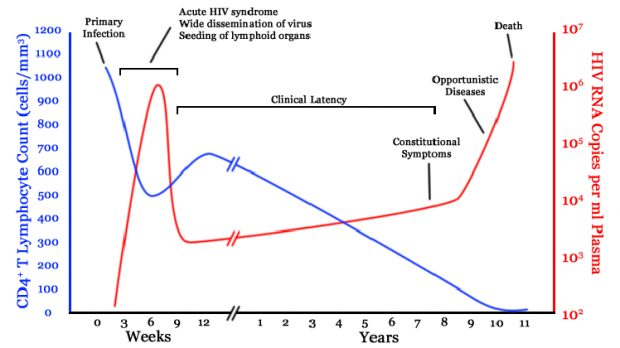 Primary
Infection
Acute HIV syndrome
Wide dissemination of virus
Seeding of lymphoid organs
Death
Clinical Latency
Opportunistic
Diseases
Constitutional
Symptoms
CD4⁺ T Lymphocyte Count (cells/mm³)
1200
1100
1000
900
800
700
600
500
400
300
200
100
0
HIV RNA Copies per ml Plasma
10⁷
10⁶
10⁵
10⁴
10³
10²
0 3 6 9 12 1 2 3 4 5 6 7 8 9 10 11
Weeks Years